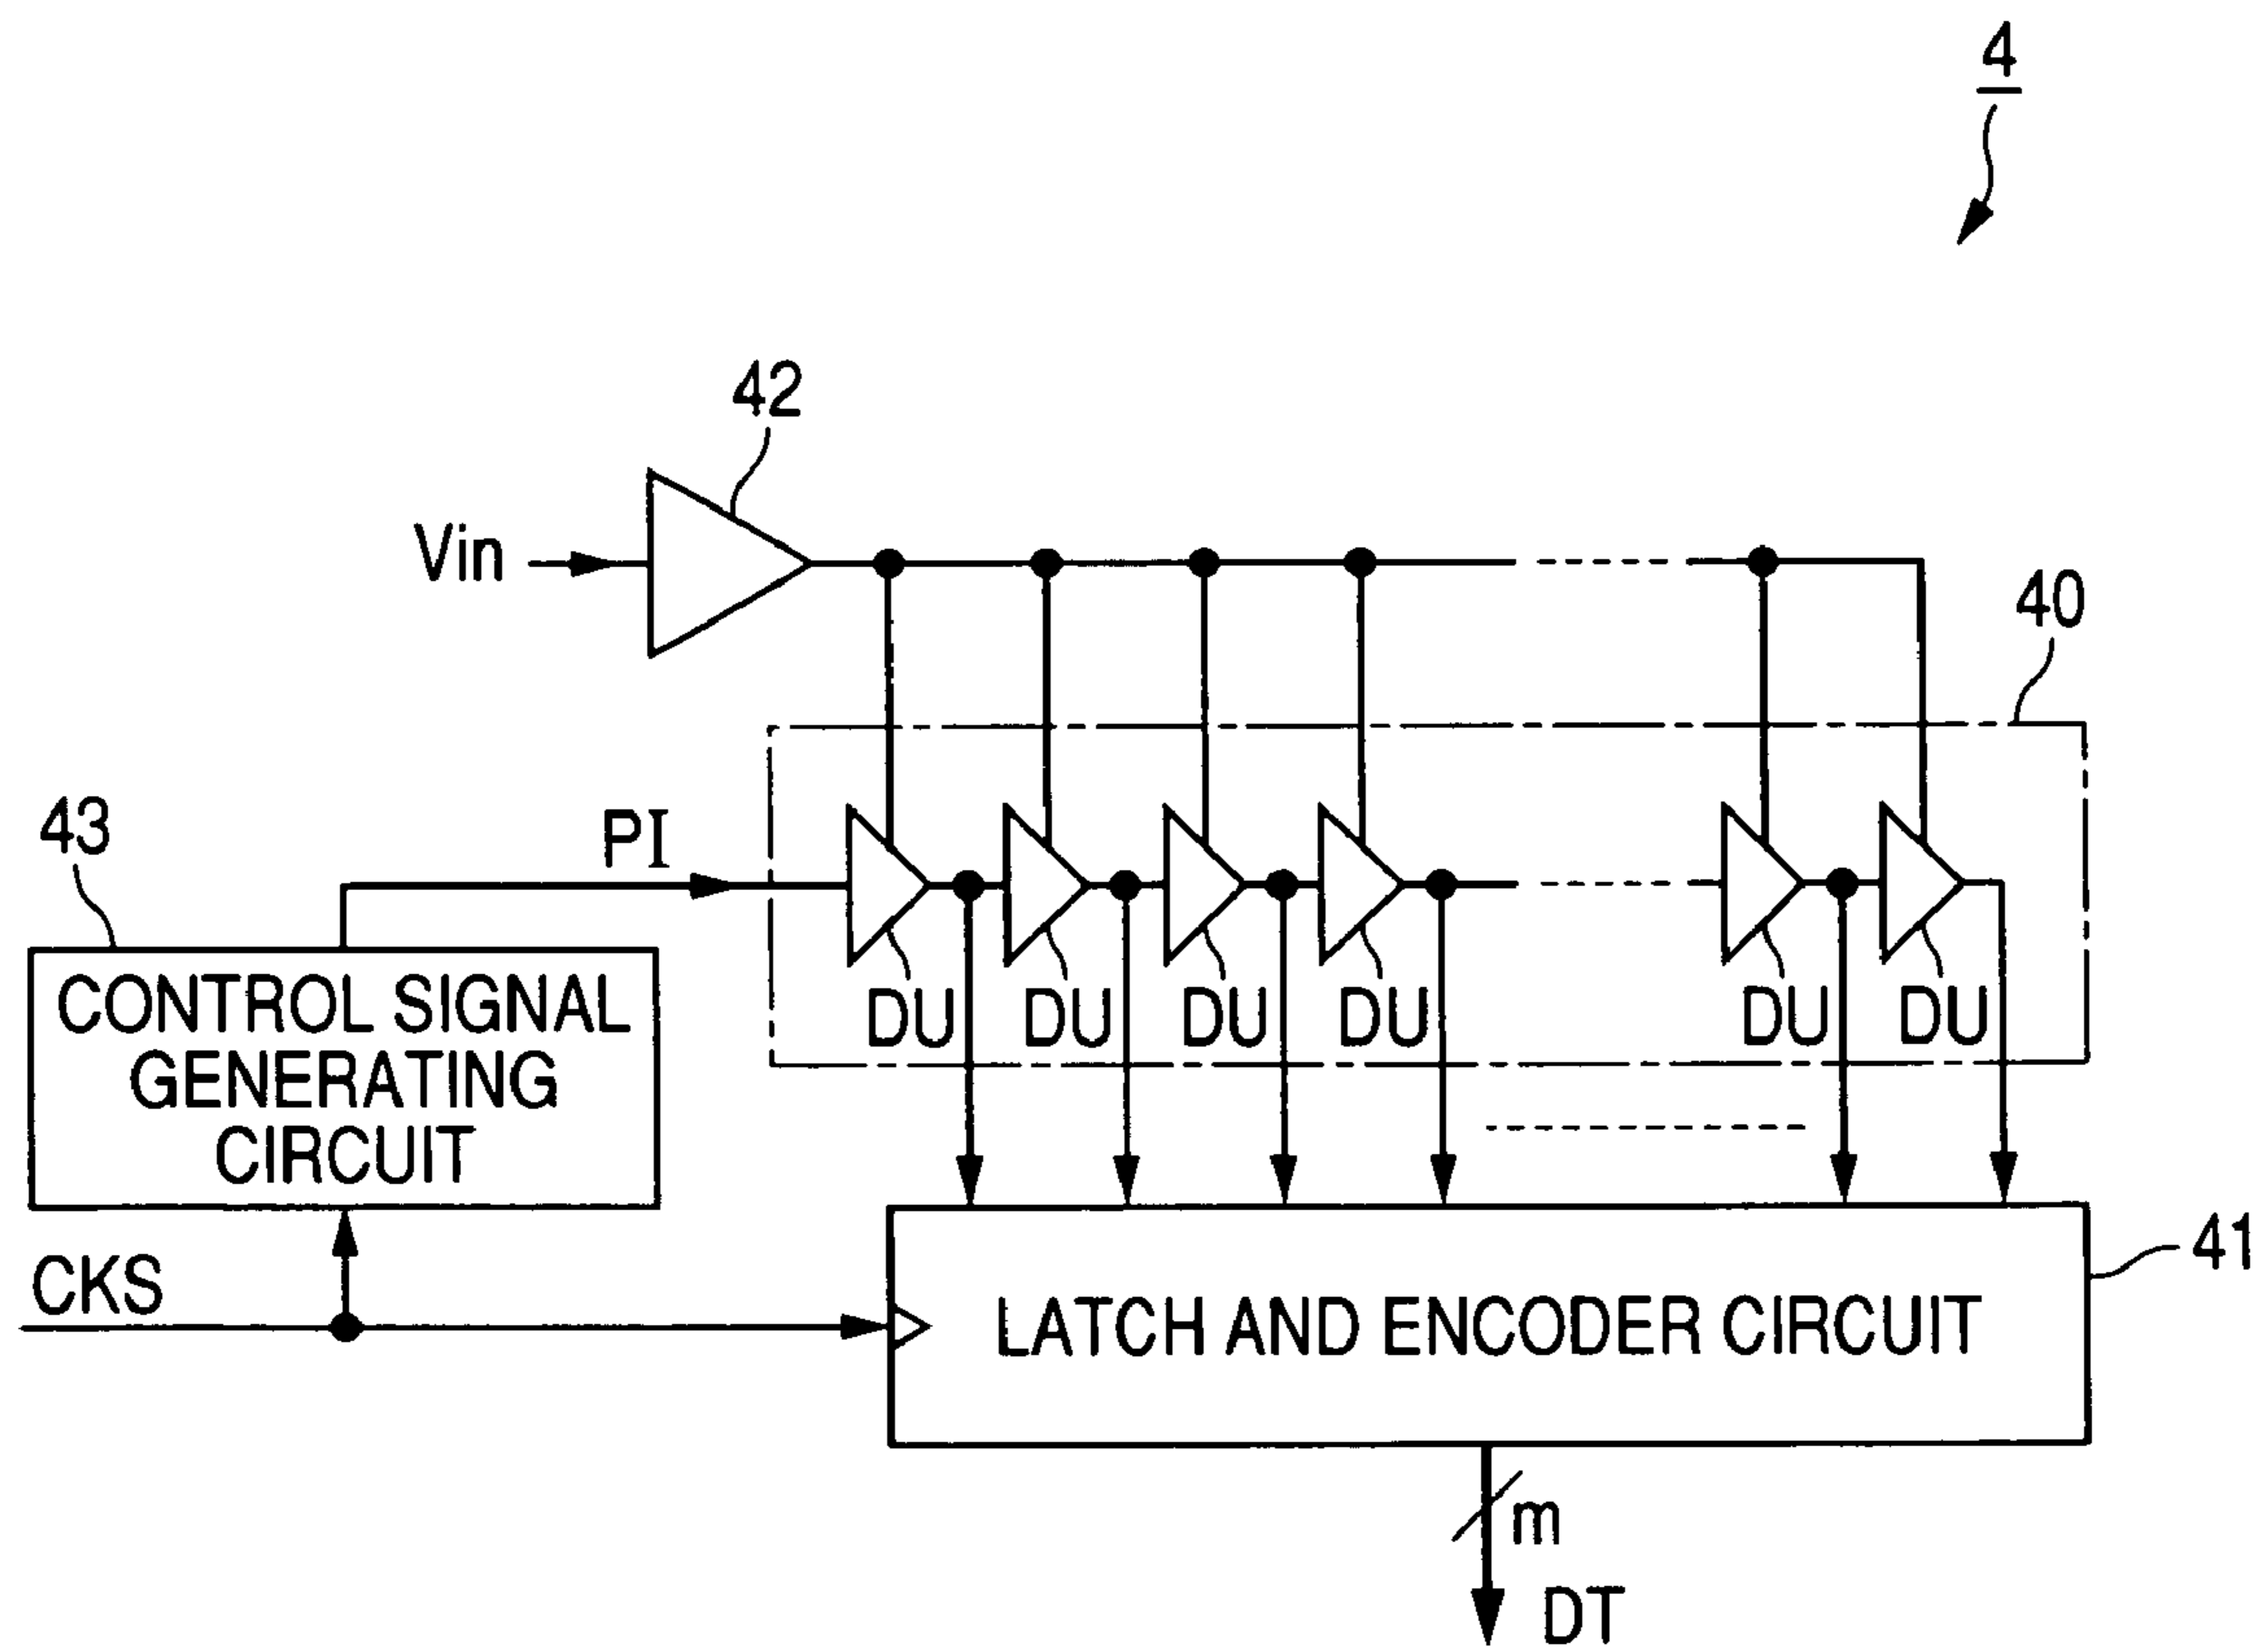 4
42
Vin
40
43
PI
CONTROL SIGNAL
GENERATING
CIRCUIT
DU DU DU DU DU DU
CKS
41
LATCH AND ENCODER CIRCUIT
m
DT